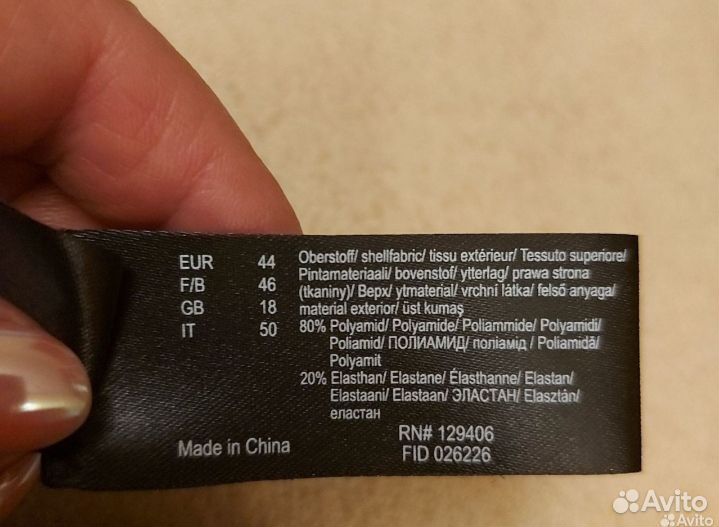 EUR 44
F/B 46
GB 18
IT 50
Made in China
Oberstoff/ shellfabric/ tissu extérieur/ Tessuto superiore/
Pintamateriaali/ bovenstof/ ytterlag/ prawa strona
(tkaniny)/ Верх/ ytmaterial/ vrchní látka/ felső anyaga/
material exterior/ üst kumaş
80% Polyamid/ Polyamide/ Poliammide/ Polyamidi/
Poliamid/ ПОЛИАМИД/ поліамід / Poliamidă/
Polyamit
20% Elasthan/ Elastane/ Élasthanne/ Elastan/
Elastaani/ Elastaan/ ЭЛАСТАН/ Elasztán/
еластан
RN# 129406
FID 026226
Avito
Avito